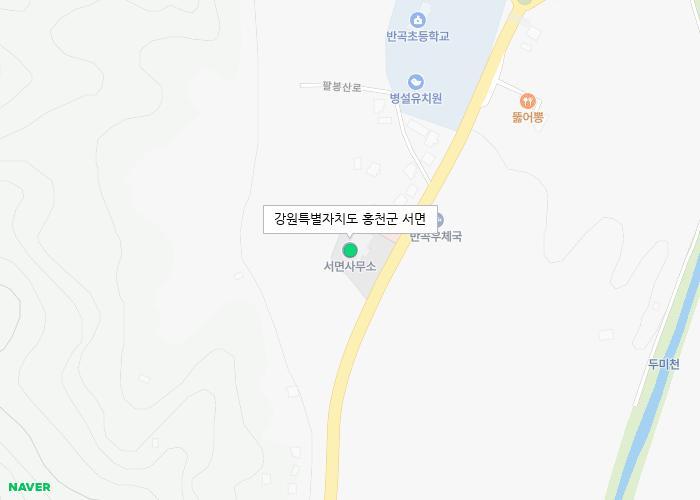 반곡초등학교
팔봉산로
병설유치원
뚫어뽕
강원특별자치도 홍천군 서면
반곡우체국
서면사무소
두미천
NAVER